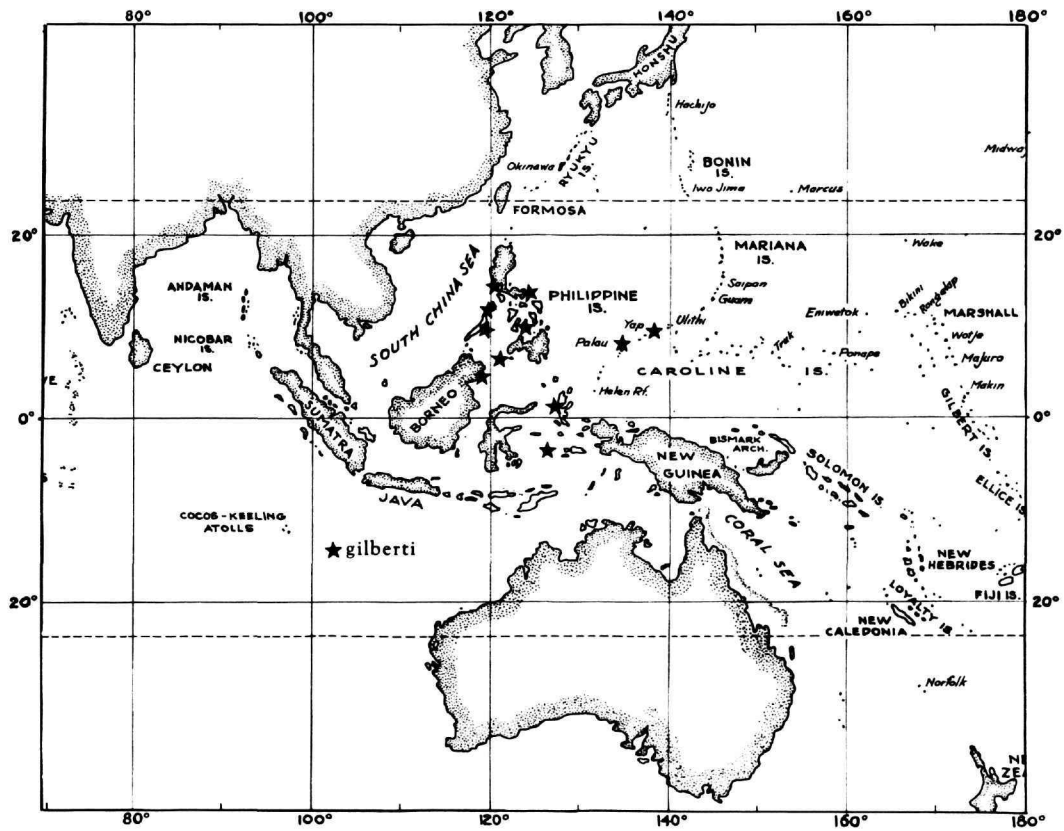 80° 100° 120° 140° 160° 180°
HONSHU
Hachijo
Okinawa
RYUKYU
IS.
BONIN
IS.
Iwo Jima
Marcus
Midway
FORMOSA
20° 20°
ANDAMAN
IS.
NICOBAR
IS.
CEYLON
SOUTH CHINA SEA
PHILIPPINE
IS.
MARIANA
IS.
Saipan
Guam
Wake
Yap
Ulithi
Palau
Eniwetok
Bikini
Rongelap
MARSHALL
Wotje
Majuro
Makin
Truk
Ponape
CAROLINE IS.
Helen Rf.
GILBERT IS.
0° 0°
SUMATRA
BORNEO
JAVA
NEW
GUINEA
BISMARK
ARCH.
SOLOMON IS.
ELLICE IS.
COCOS-KEELING
ATOLLS
gilberti
CORAL SEA
NEW
HEBRIDES
FIJI IS.
LOYALTY IS.
NEW
CALEDONIA
20° 20°
Norfolk
80° 100° 120° 140° 160° 180°